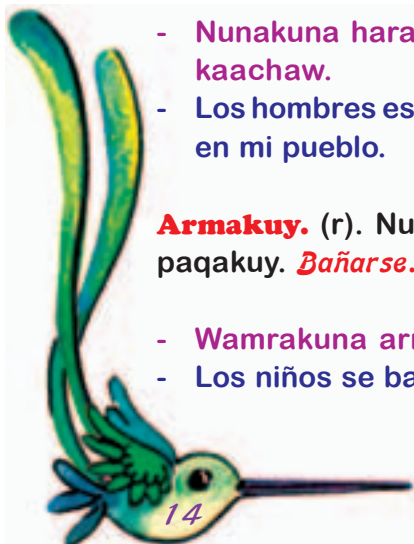 - Nunakuna hara
kaachaw.
- Los hombres es
en mi pueblo.
Armakuy. (r). Nu
paqakuy. Bañarse.
- Wamrakuna arr
- Los niños se ba
14